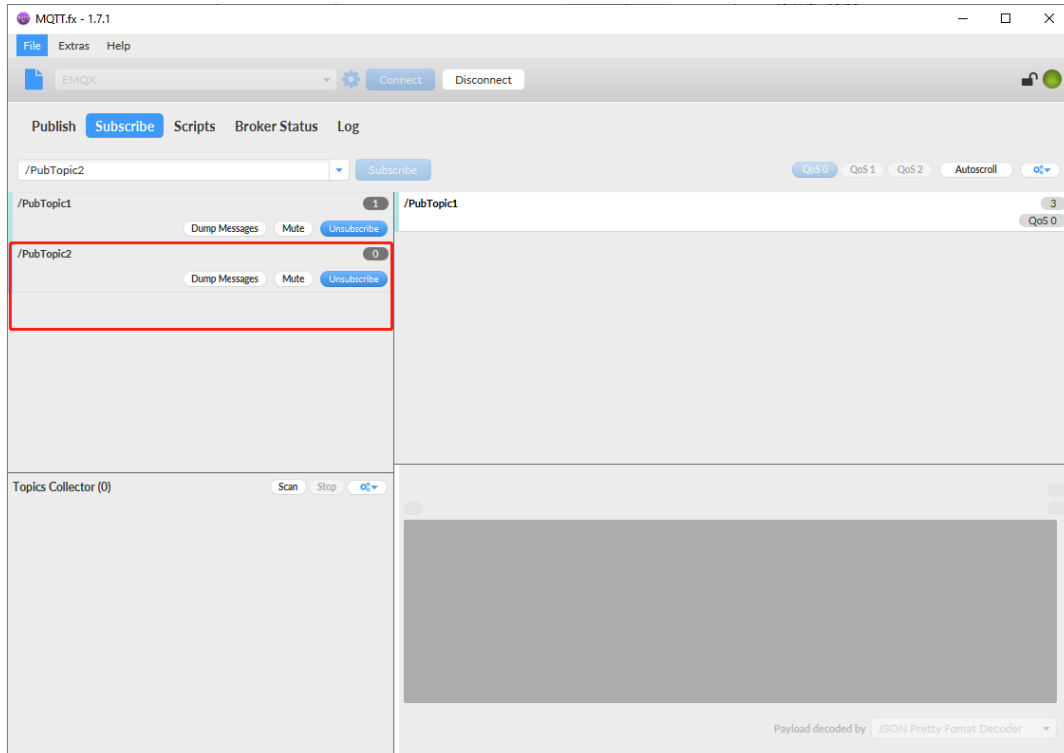 MQTT.fx - 1.7.1
File Extras Help
EMQX Connect Disconnect
Publish Subscribe Scripts Broker Status Log
/PubTopic2 Subscribe QoS 0 QoS 1 QoS 2 Autoscroll
/PubTopic1 1
Dump Messages Mute Unsubscribe
/PubTopic2 0
Dump Messages Mute Unsubscribe
/PubTopic1 3
QoS 0
Topics Collector (0) Scan Stop
Payload decoded by JSON Pretty Fomat Decoder